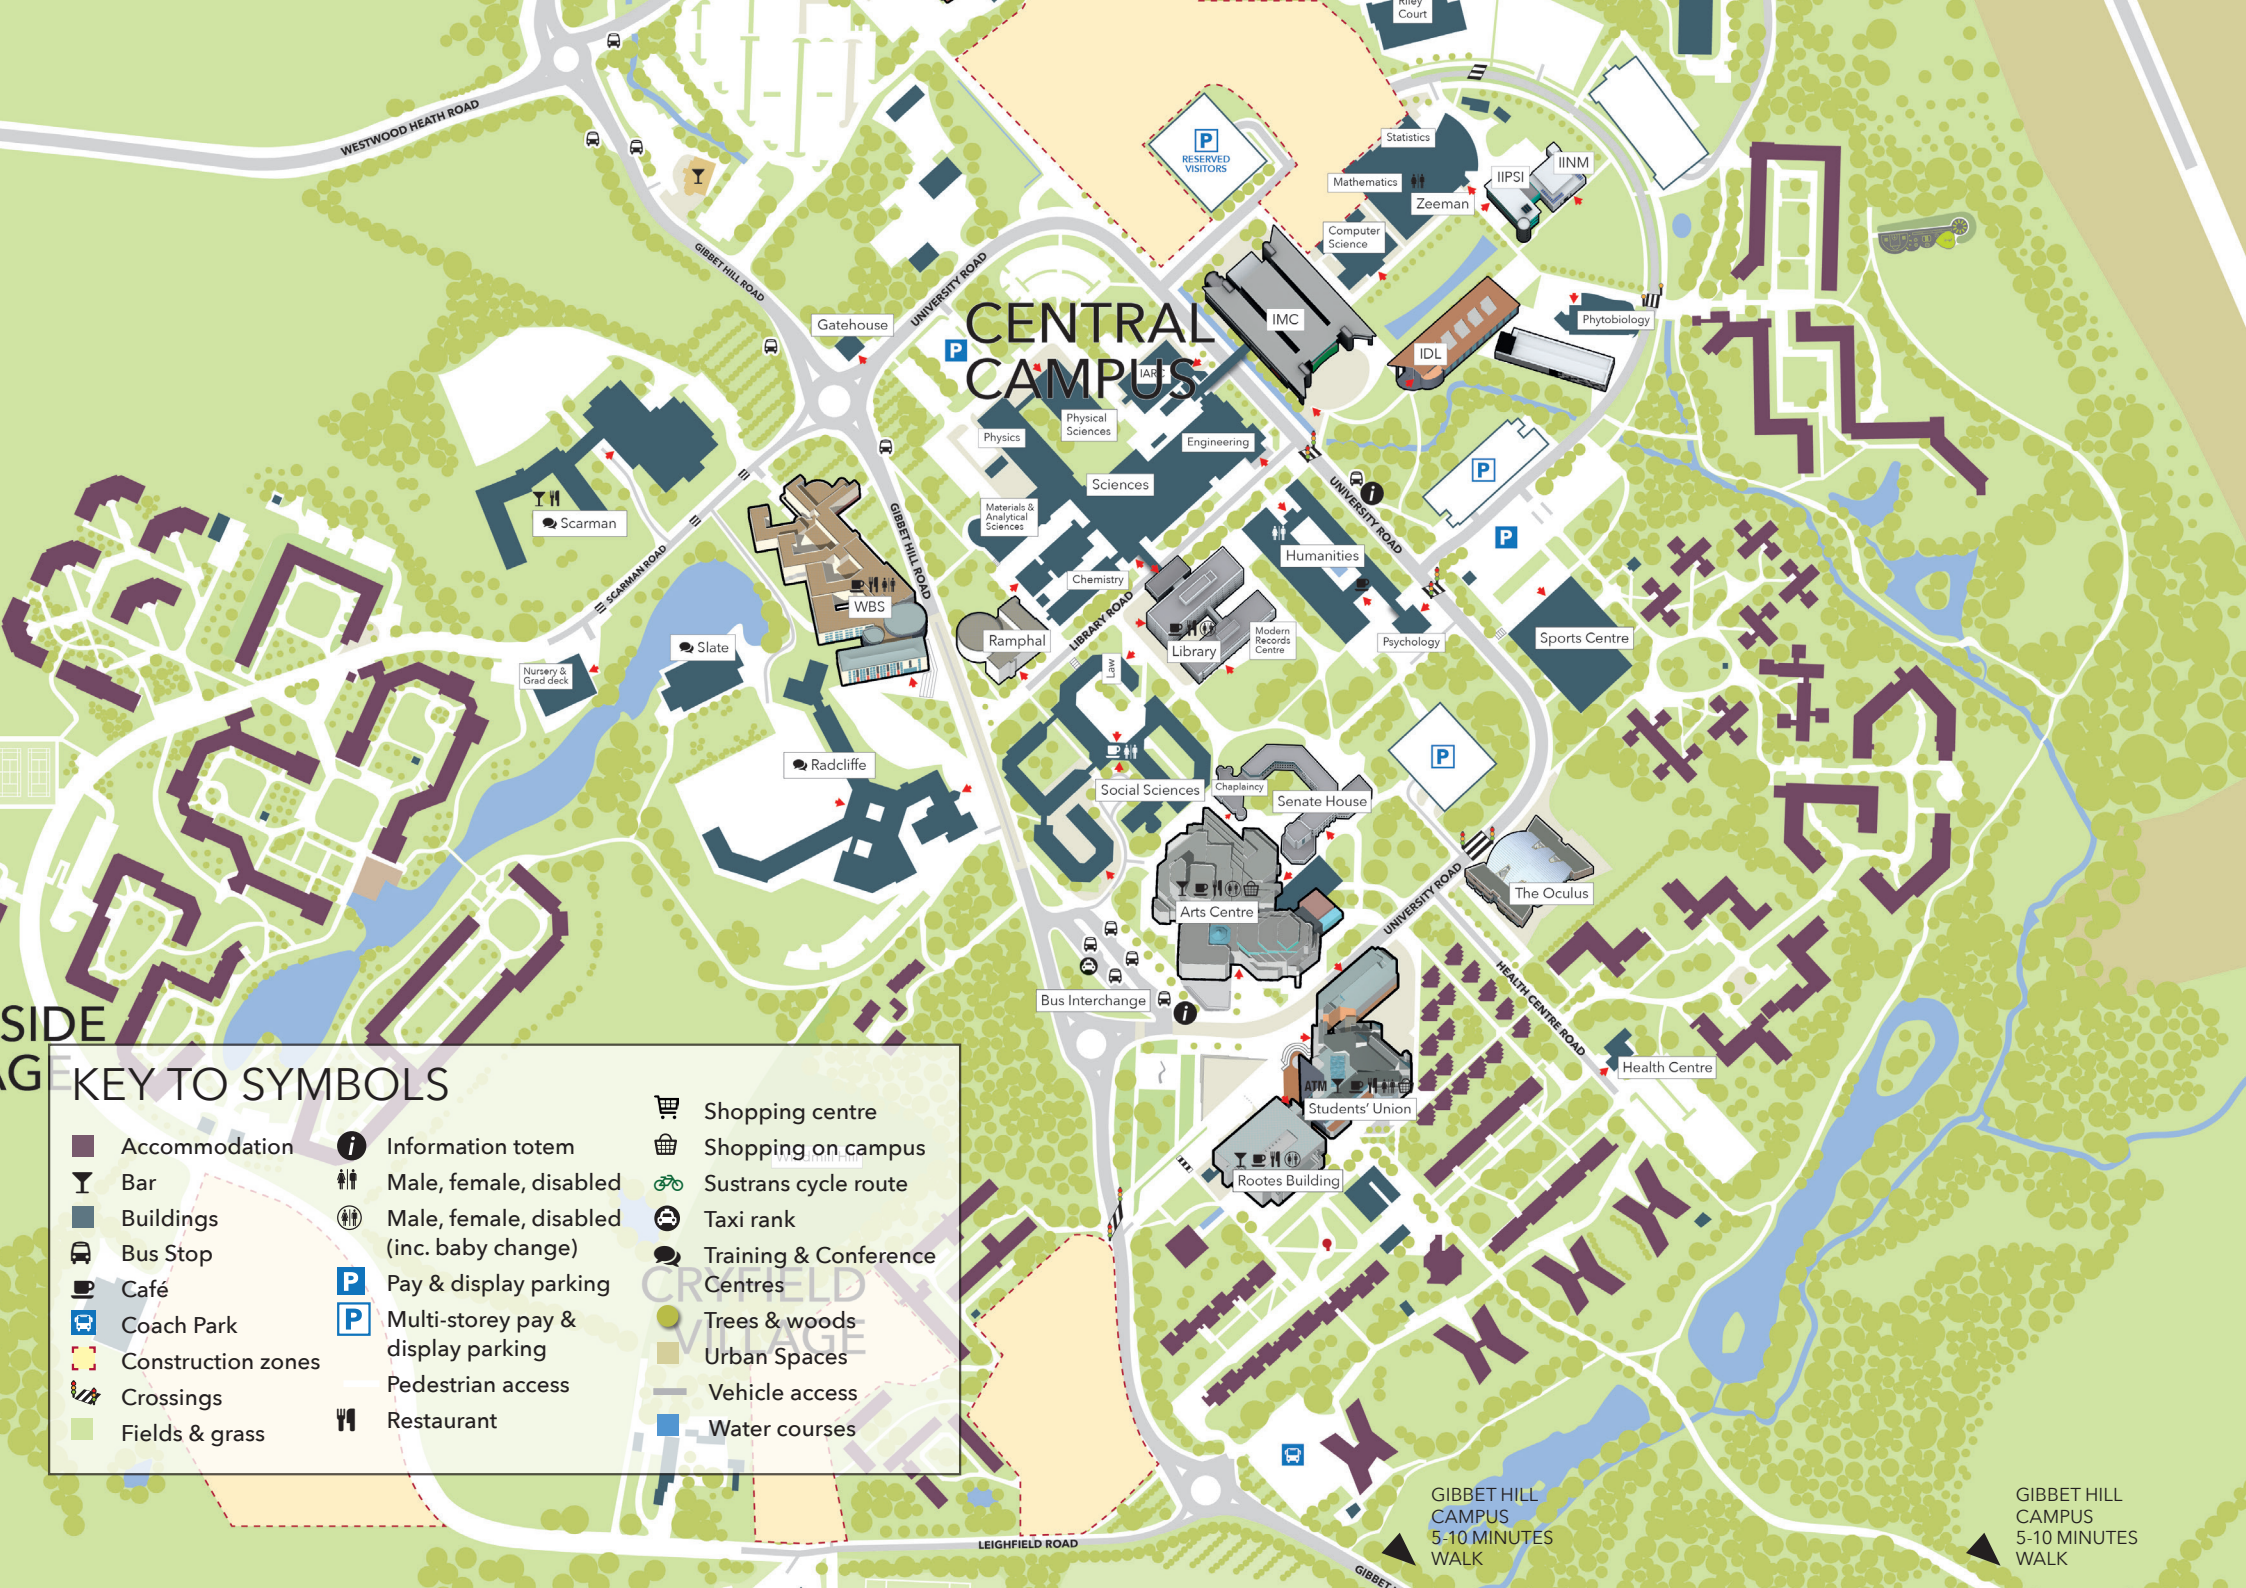 Riley
Court
WESTWOOD HEATH ROAD
P
RESERVED
VISITORS
Statistics
Mathematics
Zeeman
IIPSI
IINM
Computer
Science
GIBBET HILL ROAD
UNIVERSITY ROAD
Gatehouse
P
CENTRAL
CAMPUS
IMC
IDL
Phytobiology
IARC
Physical
Sciences
Physics
Engineering
Sciences
Materials &
Analytical
Sciences
Chemistry
P
P
i
UNIVERSITY ROAD
Humanities
Psychology
Sports Centre
Scarman
SCARMAN ROAD
GIBBET HILL ROAD
WBS
Ramphal
LIBRARY ROAD
Library
Modern
Records
Centre
Law
Slate
Nursery &
Grad deck
Radcliffe
Social Sciences
Chaplaincy
Senate House
P
The Oculus
UNIVERSITY ROAD
Arts Centre
Bus Interchange
i
HEALTH CENTRE ROAD
Health Centre
ATM
Students' Union
Rootes Building
SIDE
GE
KEY TO SYMBOLS
Accommodation
Bar
Buildings
Bus Stop
Café
Coach Park
Construction zones
Crossings
Fields & grass
i Information totem
Male, female, disabled
Male, female, disabled
(inc. baby change)
P Pay & display parking
P Multi-storey pay &
display parking
Pedestrian access
Restaurant
Shopping centre
Shopping on campus
Sustrans cycle route
Taxi rank
Training & Conference
Centres
Trees & woods
Urban Spaces
Vehicle access
Water courses
Windmill Hill
CRYFIELD
VILLAGE
LEIGHFIELD ROAD
GIBBET
GIBBET HILL
CAMPUS
5-10 MINUTES
WALK
GIBBET HILL
CAMPUS
5-10 MINUTES
WALK